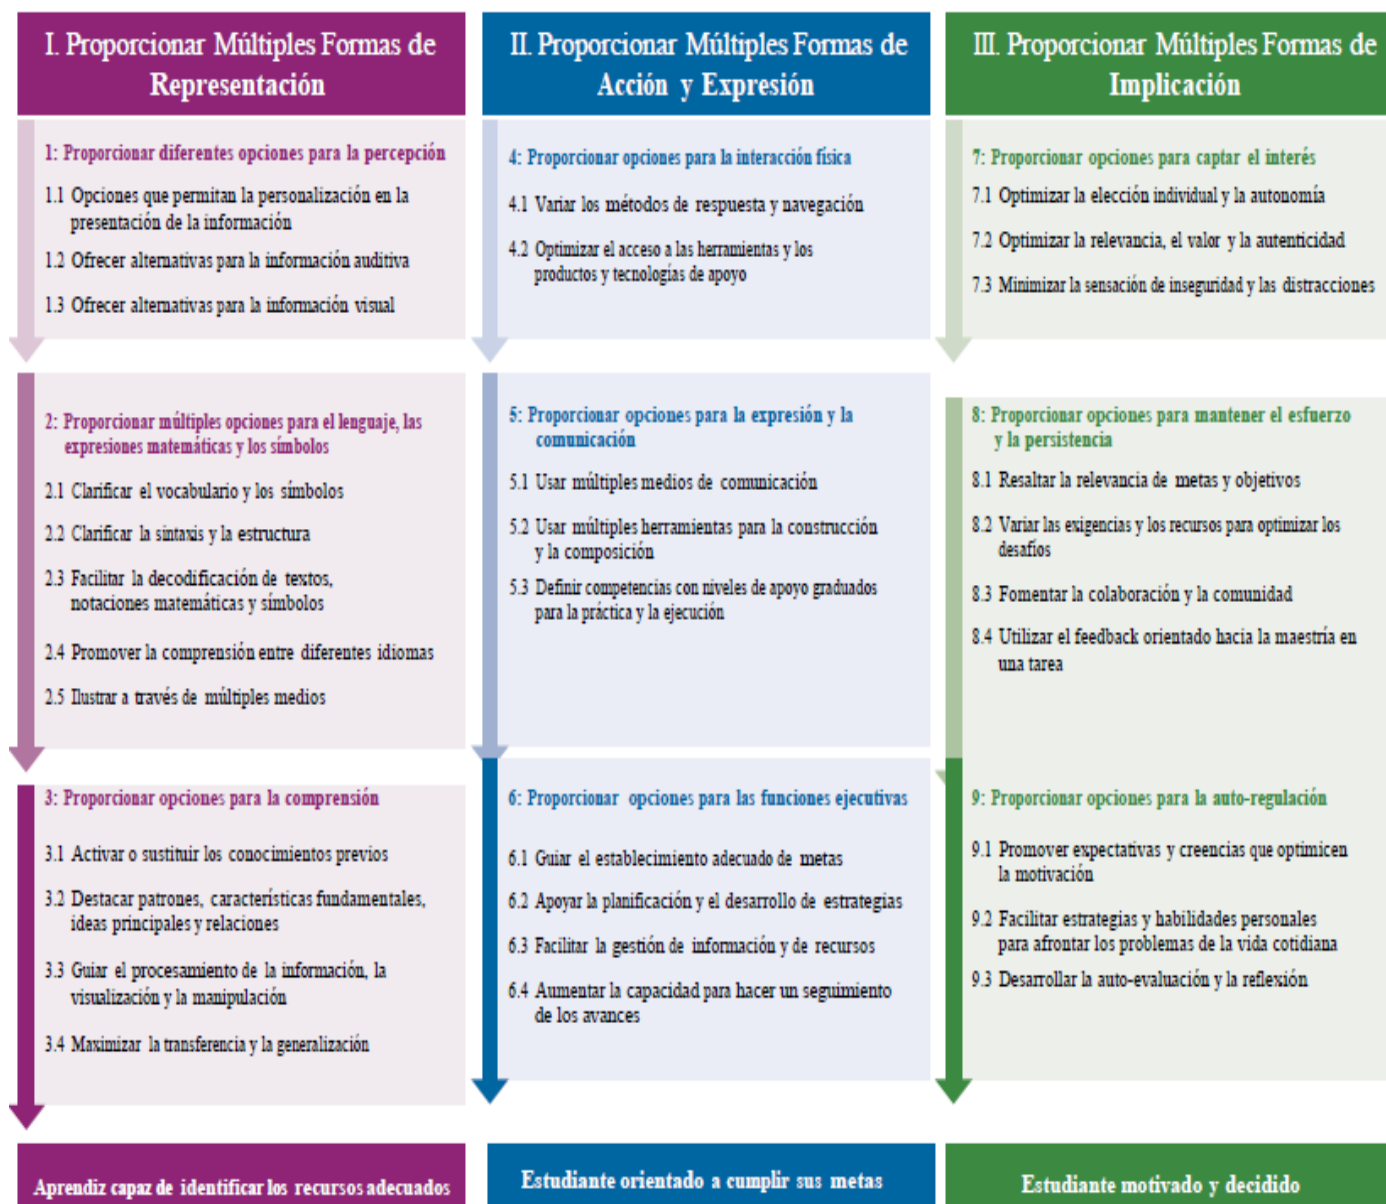 I. Proporcionar Múltiples Formas de
Representación
1: Proporcionar diferentes opciones para la percepción
1.1 Opciones que permitan la personalización en la
presentación de la información
1.2 Ofrecer alternativas para la información auditiva
1.3 Ofrecer alternativas para la información visual
2: Proporcionar múltiples opciones para el lenguaje, las
expresiones matemáticas y los símbolos
2.1 Clarificar el vocabulario y los símbolos
2.2 Clarificar la sintaxis y la estructura
2.3 Facilitar la decodificación de textos,
notaciones matemáticas y símbolos
2.4 Promover la comprensión entre diferentes idiomas
2.5 Ilustrar a través de múltiples medios
3: Proporcionar opciones para la comprensión
3.1 Activar o sustituir los conocimientos previos
3.2 Destacar patrones, características fundamentales,
ideas principales y relaciones
3.3 Guiar el procesamiento de la información, la
visualización y la manipulación
3.4 Maximizar la transferencia y la generalización
Aprendiz capaz de identificar los recursos adecuados
II. Proporcionar Múltiples Formas de
Acción y Expresión
4: Proporcionar opciones para la interacción física
4.1 Variar los métodos de respuesta y navegación
4.2 Optimizar el acceso a las herramientas y los
productos y tecnologías de apoyo
5: Proporcionar opciones para la expresión y la
comunicación
5.1 Usar múltiples medios de comunicación
5.2 Usar múltiples herramientas para la construcción
y la composición
5.3 Definir competencias con niveles de apoyo graduados
para la práctica y la ejecución
6: Proporcionar opciones para las funciones ejecutivas
6.1 Guiar el establecimiento adecuado de metas
6.2 Apoyar la planificación y el desarrollo de estrategias
6.3 Facilitar la gestión de información y de recursos
6.4 Aumentar la capacidad para hacer un seguimiento
de los avances
Estudiante orientado a cumplir sus metas
III. Proporcionar Múltiples Formas de
Implicación
7: Proporcionar opciones para captar el interés
7.1 Optimizar la elección individual y la autonomía
7.2 Optimizar la relevancia, el valor y la autenticidad
7.3 Minimizar la sensación de inseguridad y las distracciones
8: Proporcionar opciones para mantener el esfuerzo
y la persistencia
8.1 Resaltar la relevancia de metas y objetivos
8.2 Variar las exigencias y los recursos para optimizar los
desafíos
8.3 Fomentar la colaboración y la comunidad
8.4 Utilizar el feedback orientado hacia la maestría en
una tarea
9: Proporcionar opciones para la auto-regulación
9.1 Promover expectativas y creencias que optimicen
la motivación
9.2 Facilitar estrategias y habilidades personales
para afrontar los problemas de la vida cotidiana
9.3 Desarrollar la auto-evaluación y la reflexión
Estudiante motivado y decidido